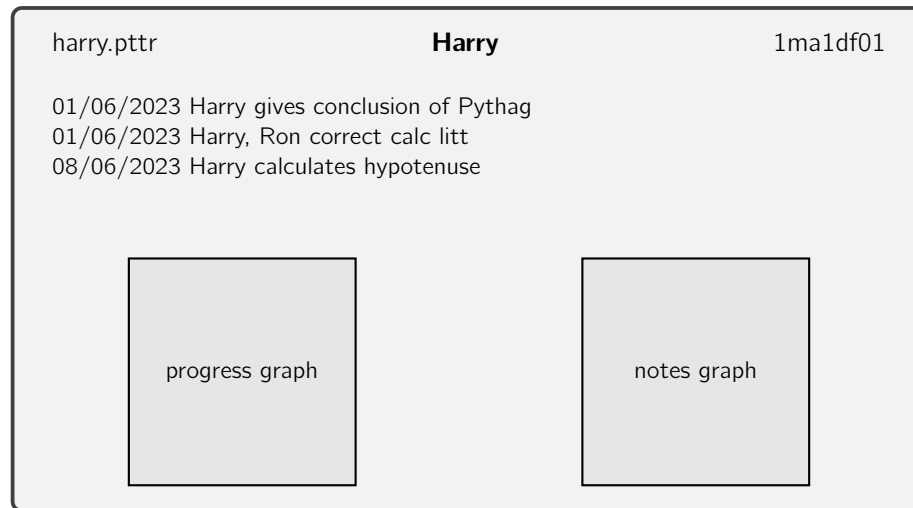 harry.pttr Harry 1ma1df01
01/06/2023 Harry gives conclusion of Pythag
01/06/2023 Harry, Ron correct calc litt
08/06/2023 Harry calculates hypotenuse
progress graph notes graph